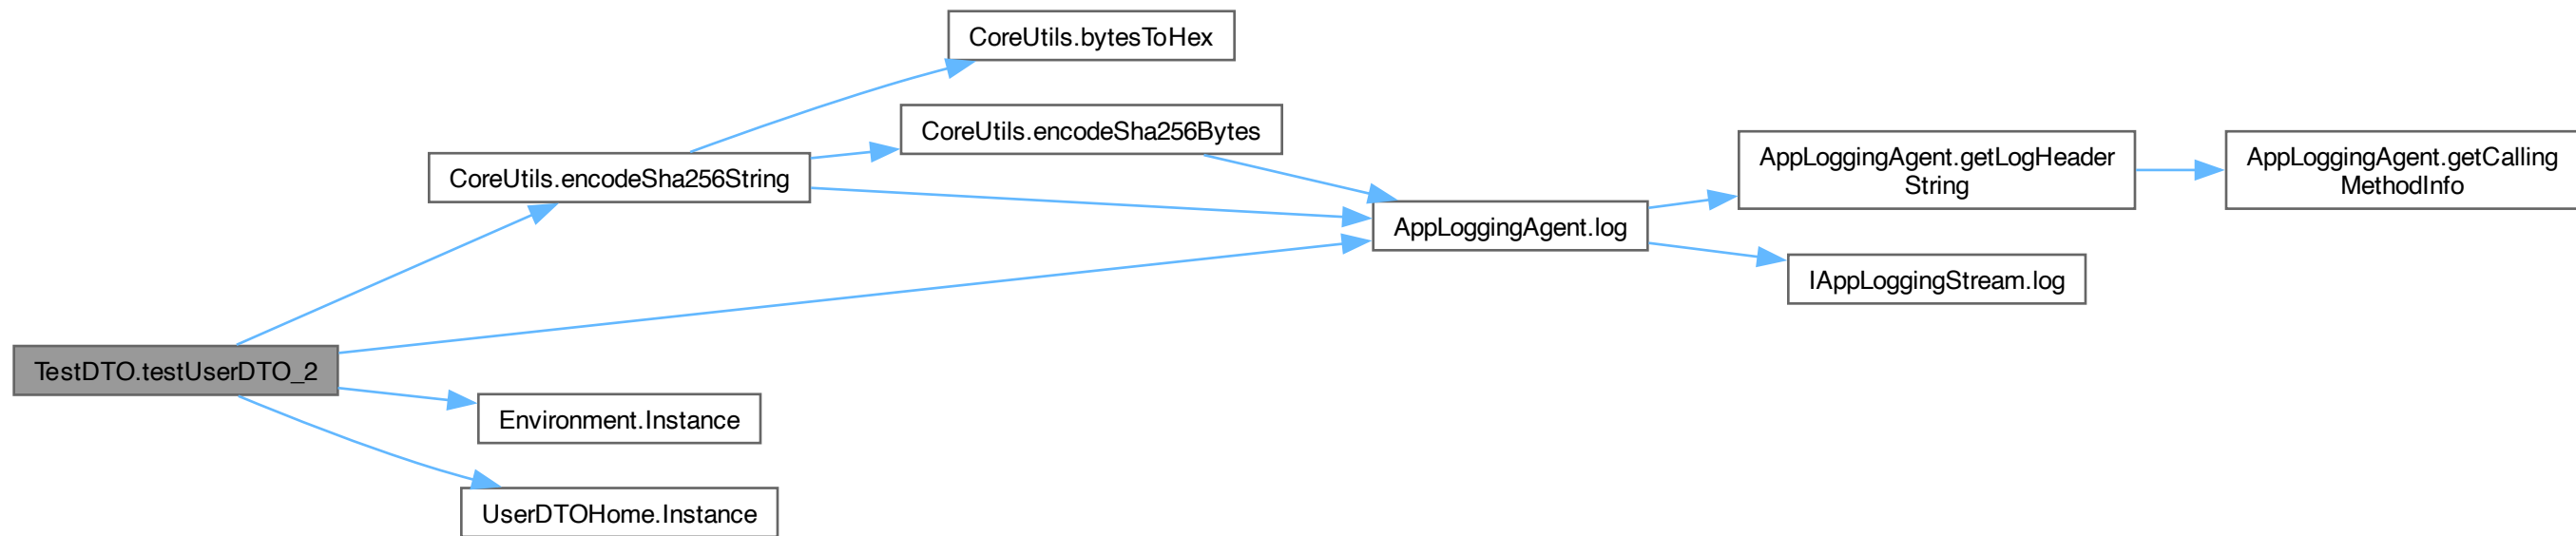 CoreUtils.bytesToHex
CoreUtils.encodeSha256Bytes
CoreUtils.encodeSha256String
AppLoggingAgent.getLogHeader
String
AppLoggingAgent.getCalling
MethodInfo
AppLoggingAgent.log
IAppLoggingStream.log
TestDTO.testUserDTO_2
Environment.Instance
UserDTOHome.Instance